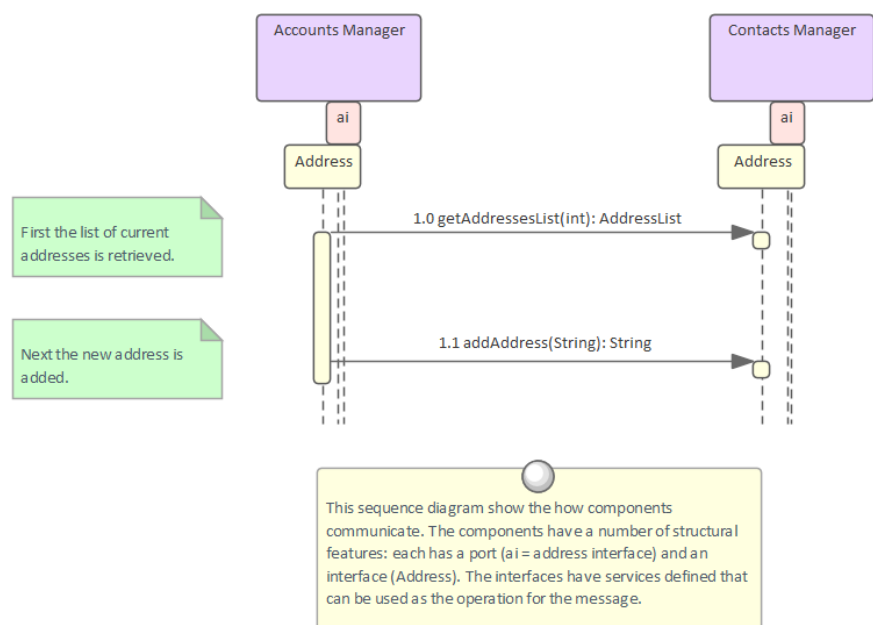 Accounts Manager
Contacts Manager
ai
ai
Address
Address
First the list of current
addresses is retrieved.
1.0 getAddressesList(int): AddressList
Next the new address is
added.
1.1 addAddress(String): String
This sequence diagram show the how components
communicate. The components have a number of structural
features: each has a port (ai = address interface) and an
interface (Address). The interfaces have services defined that
can be used as the operation for the message.